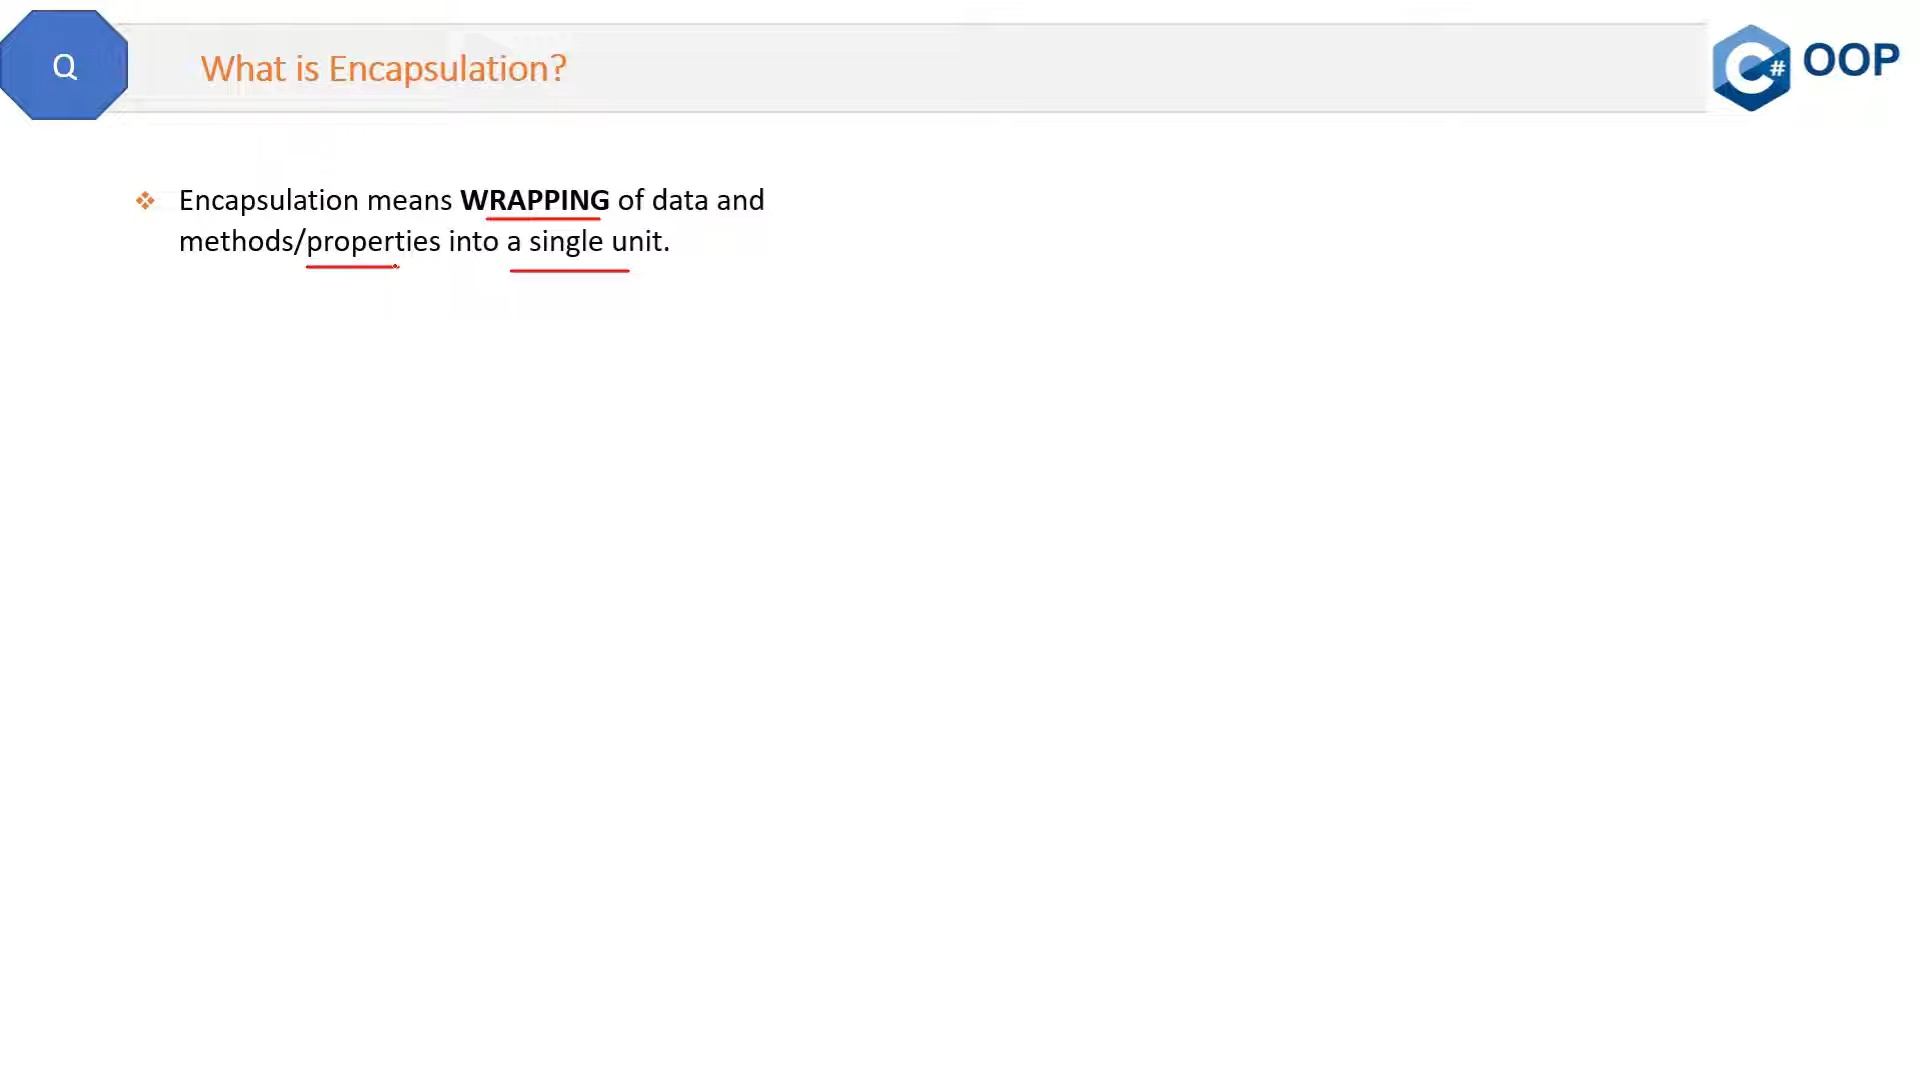 Q
What is Encapsulation?
C# OOP
Encapsulation means WRAPPING of data and
methods/properties into a single unit.